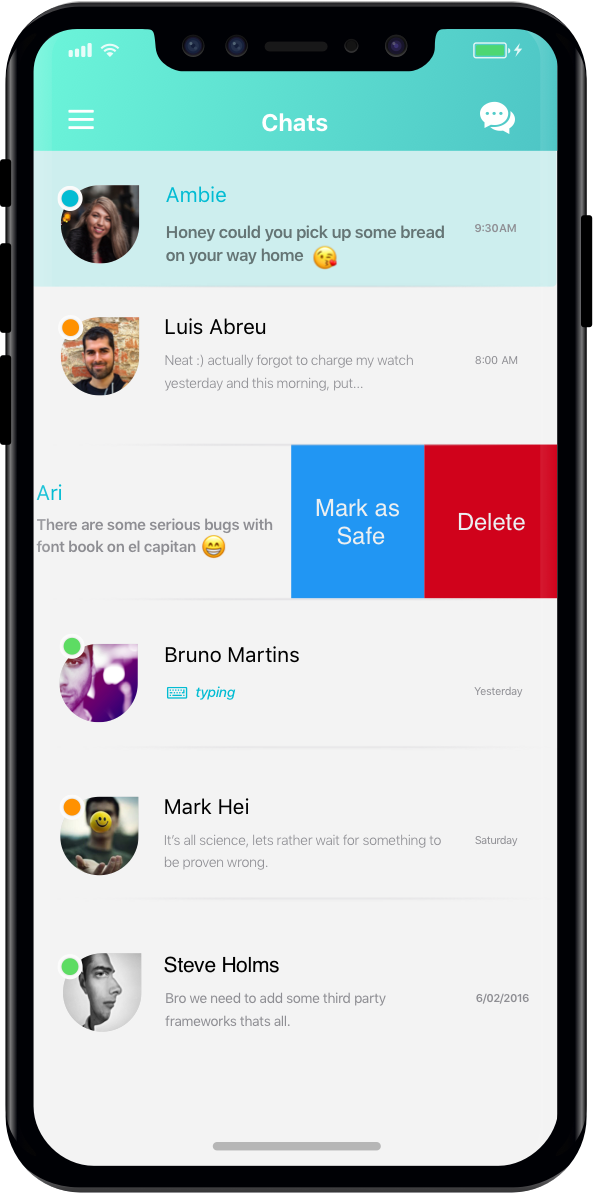 Chats
Ambie
Honey could you pick up some bread
on your way home 😘
9:30AM
Luis Abreu
Neat :) actually forgot to charge my watch
yesterday and this morning, put...
8:00 AM
Ari
There are some serious bugs with
font book on el capitan 😁
Mark as
Safe
Delete
Bruno Martins
typing
Yesterday
Mark Hei
It's all science, lets rather wait for something to
be proven wrong.
Saturday
Steve Holms
Bro we need to add some third party
frameworks thats all.
6/02/2016